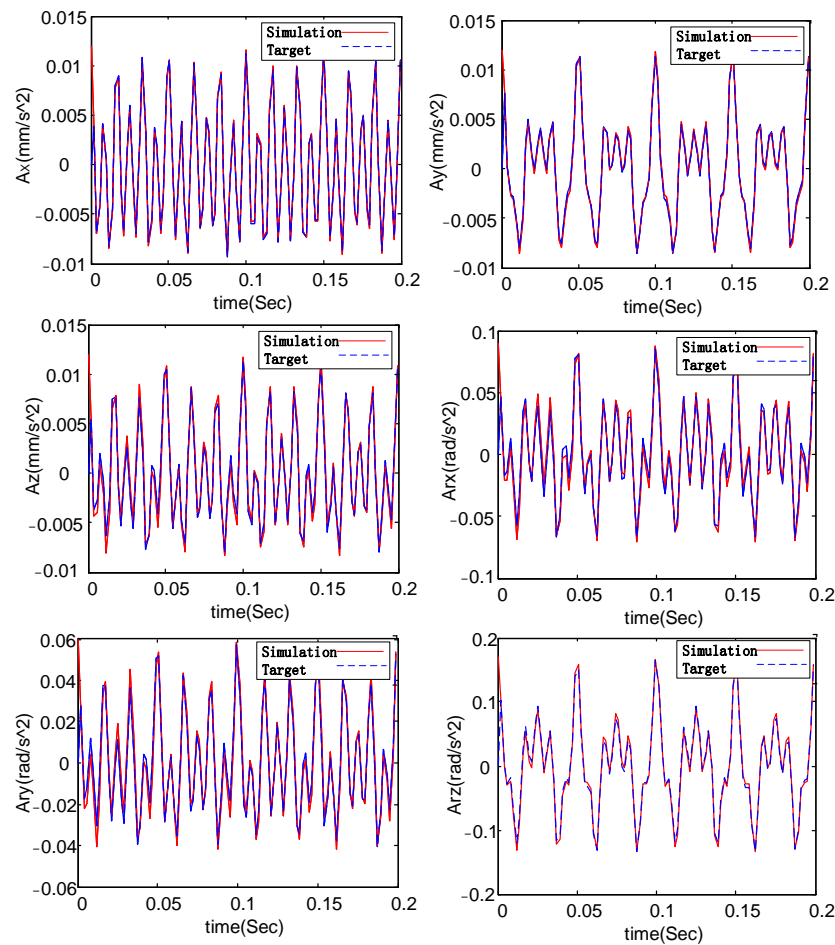 0.015
Simulation
Target
0.01
0.005
0
−0.005
−0.01
0
0.05
0.1
0.15
0.2
Ax(mm/s^2)
time(Sec)
0.015
Simulation
Target
0.01
0.005
0
−0.005
−0.01
0
0.05
0.1
0.15
0.2
Ay(mm/s^2)
time(Sec)
0.015
Simulation
Target
0.01
0.005
0
−0.005
−0.01
0
0.05
0.1
0.15
0.2
Az(mm/s^2)
time(Sec)
0.1
Simulation
Target
0.05
0
−0.05
−0.1
0
0.05
0.1
0.15
0.2
Arx(rad/s^2)
time(Sec)
0.06
Simulation
Target
0.04
0.02
0
−0.02
−0.04
−0.06
0
0.05
0.1
0.15
0.2
Ary(rad/s^2)
time(Sec)
0.2
Simulation
Target
0.1
0
−0.1
−0.2
0
0.05
0.1
0.15
0.2
Arz(rad/s^2)
time(Sec)